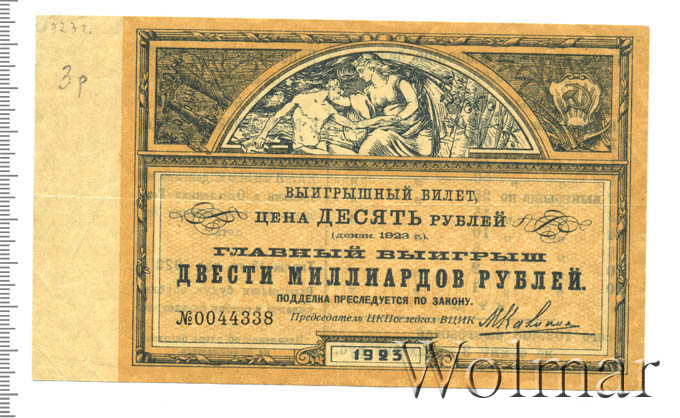 1923 г.
3 р
ВЫИГРЫШНЫЙ БИЛЕТ,
ЦЕНА ДЕСЯТЬ РУБЛЕЙ
(дензн. 1923 г.).
ГЛАВНЫЙ ВЫИГРЫШ
ДВЕСТИ МИЛЛИАРДОВ РУБЛЕЙ.
ПОДДЕЛКА ПРЕСЛЕДУЕТСЯ ПО ЗАКОНУ.
№0044338 Председатель ЦКПоследгол ВЦИК
1923
Wolmar